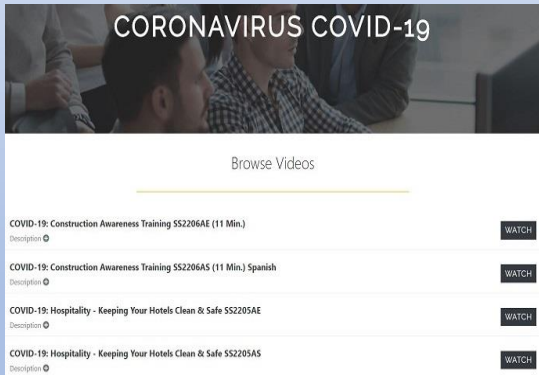 CORONAVIRUS COVID-19
Browse Videos
COVID-19: Construction Awareness Training SS2206AE (11 Min.)
WATCH
Description
COVID-19: Construction Awareness Training SS2206AS (11 Min.) Spanish
WATCH
Description
COVID-19: Hospitality - Keeping Your Hotels Clean & Safe SS2205AE
WATCH
Description
COVID-19: Hospitality - Keeping Your Hotels Clean & Safe SS2205AS
WATCH
Description